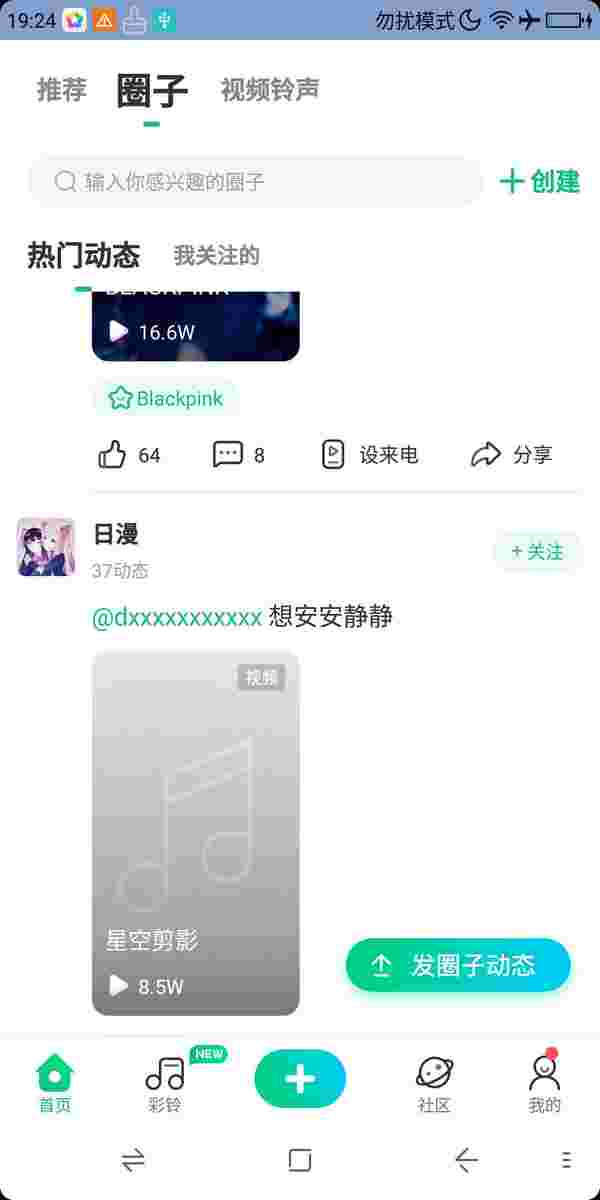 19:24 勿扰模式
推荐 圈子 视频铃声
输入你感兴趣的圈子 创建
热门动态 我关注的
BLACKPINK
16.6W
Blackpink
64 8 设来电 分享
日漫
37动态
+ 关注
@dxxxxxxxxxxx 想安安静静
视频
星空剪影
8.5W
发圈子动态
NEW
首页 彩铃 社区 我的